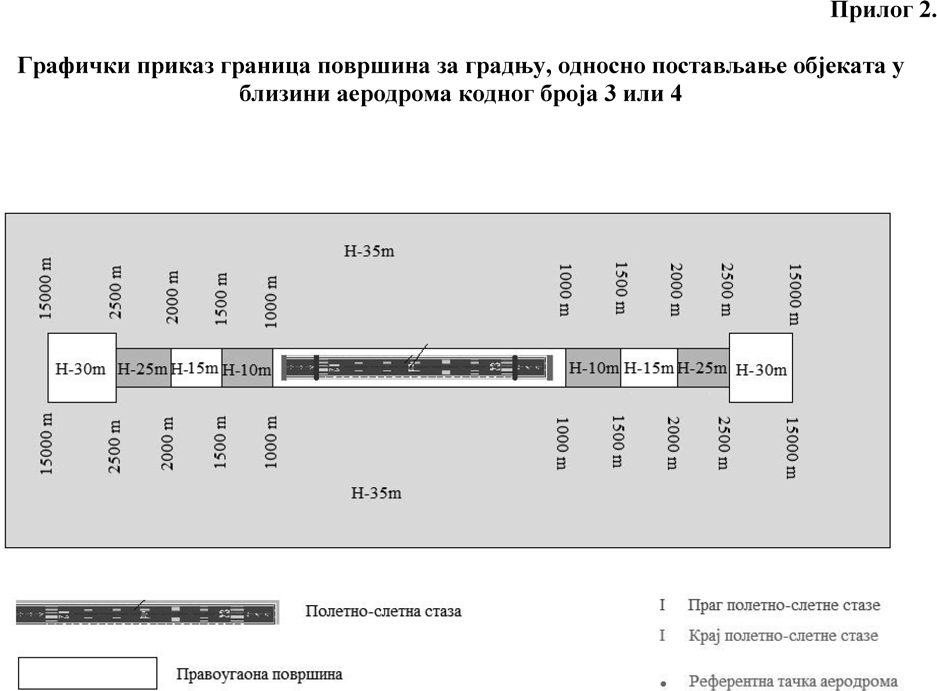 Прилог 2.
Графички приказ граница површина за градњу, односно постављање објеката у
близини аеродрома кодног броја 3 или 4
H-35m
15000 m
2500 m
2000 m
1500 m
1000 m
1000 m
1500 m
2000 m
2500 m
15000 m
H-30m
H-25m
H-15m
H-10m
H-10m
H-15m
H-25m
H-30m
15000 m
2500 m
2000 m
1500 m
1000 m
1000 m
1500 m
2000 m
2500 m
15000 m
H-35m
Полетно-слетна стаза
I Праг полетно-слетне стазе
I Крај полетно-слетне стазе
Правоугаона површина
Референтна тачка аеродрома